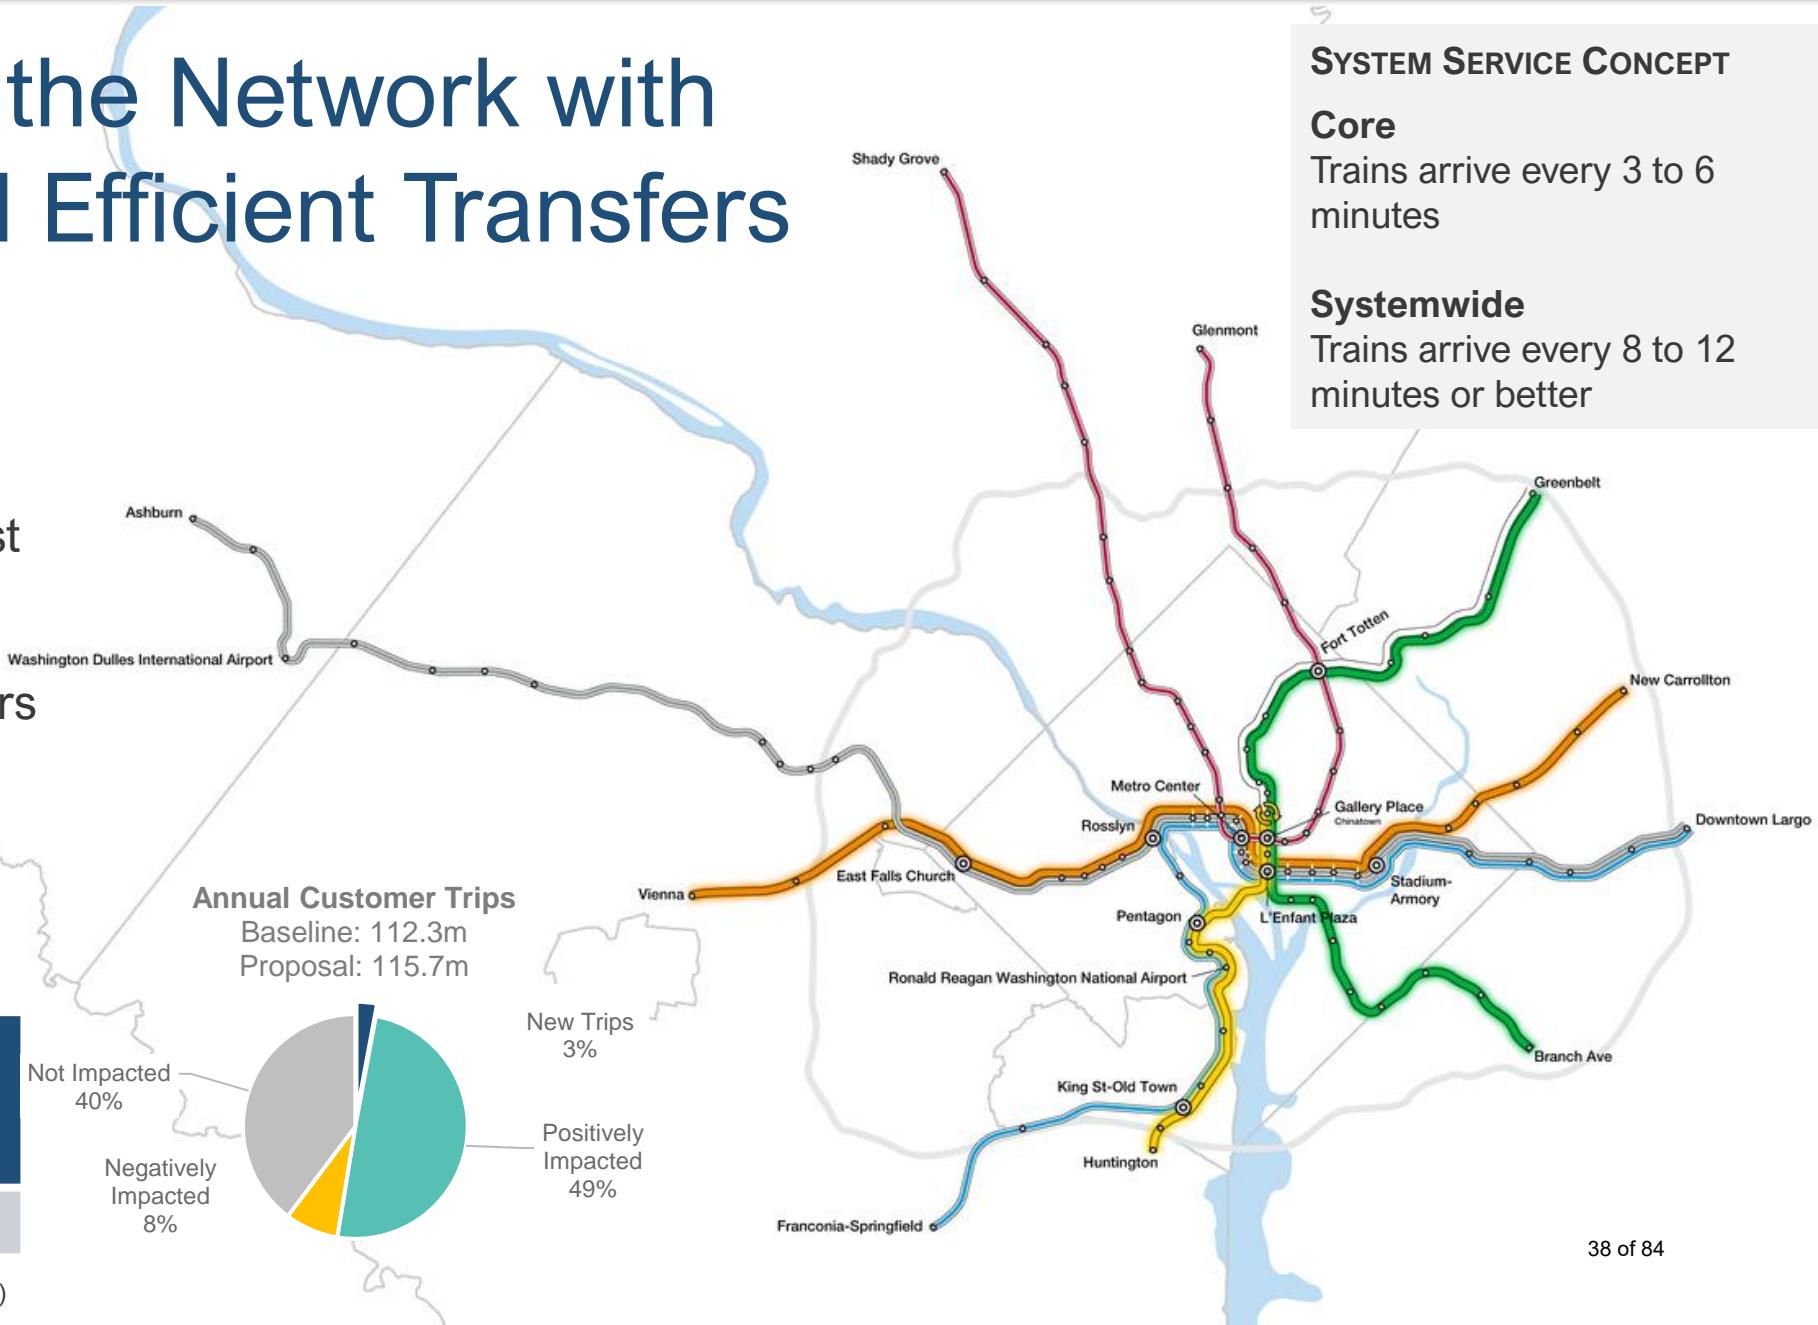 the Network with
Efficient Transfers
SYSTEM SERVICE CONCEPT
Core
Trains arrive every 3 to 6
minutes
Systemwide
Trains arrive every 8 to 12
minutes or better
Shady Grove
Glenmont
Greenbelt
Ashburn
st
Fort Totten
Washington Dulles International Airport
New Carrollton
rs
Metro Center
Gallery Place
Chinatown
Rosslyn
Downtown Largo
East Falls Church
Stadium-
Armory
Vienna
Pentagon
L'Enfant Plaza
Ronald Reagan Washington National Airport
Branch Ave
King St-Old Town
Huntington
Franconia-Springfield
Annual Customer Trips
Baseline: 112.3m
Proposal: 115.7m
New Trips
3%
Not Impacted
40%
Positively
Impacted
49%
Negatively
Impacted
8%
38 of 84
)